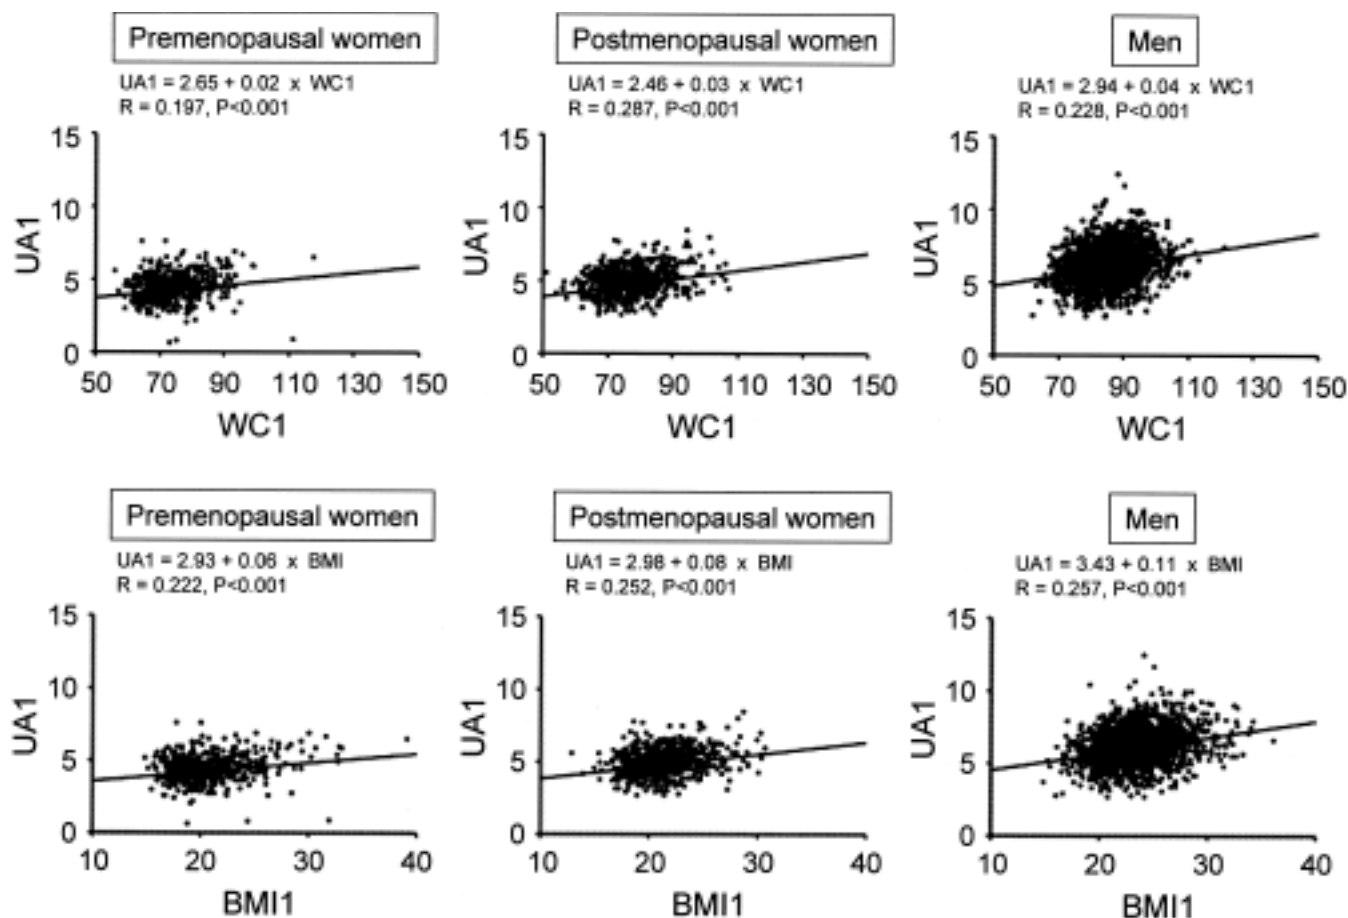 Premenopausal women
UA1 = 2.65 + 0.02 x WC1
R = 0.197, P<0.001
15
10
5
0
UA1
50 70 90 110 130 150
WC1
Postmenopausal women
UA1 = 2.46 + 0.03 x WC1
R = 0.287, P<0.001
15
10
5
0
UA1
50 70 90 110 130 150
WC1
Men
UA1 = 2.94 + 0.04 x WC1
R = 0.228, P<0.001
15
10
5
0
UA1
50 70 90 110 130 150
WC1
Premenopausal women
UA1 = 2.93 + 0.06 x BMI
R = 0.222, P<0.001
15
10
5
0
UA1
10 20 30 40
BMI1
Postmenopausal women
UA1 = 2.98 + 0.08 x BMI
R = 0.252, P<0.001
15
10
5
0
UA1
10 20 30 40
BMI1
Men
UA1 = 3.43 + 0.11 x BMI
R = 0.257, P<0.001
15
10
5
0
UA1
10 20 30 40
BMI1